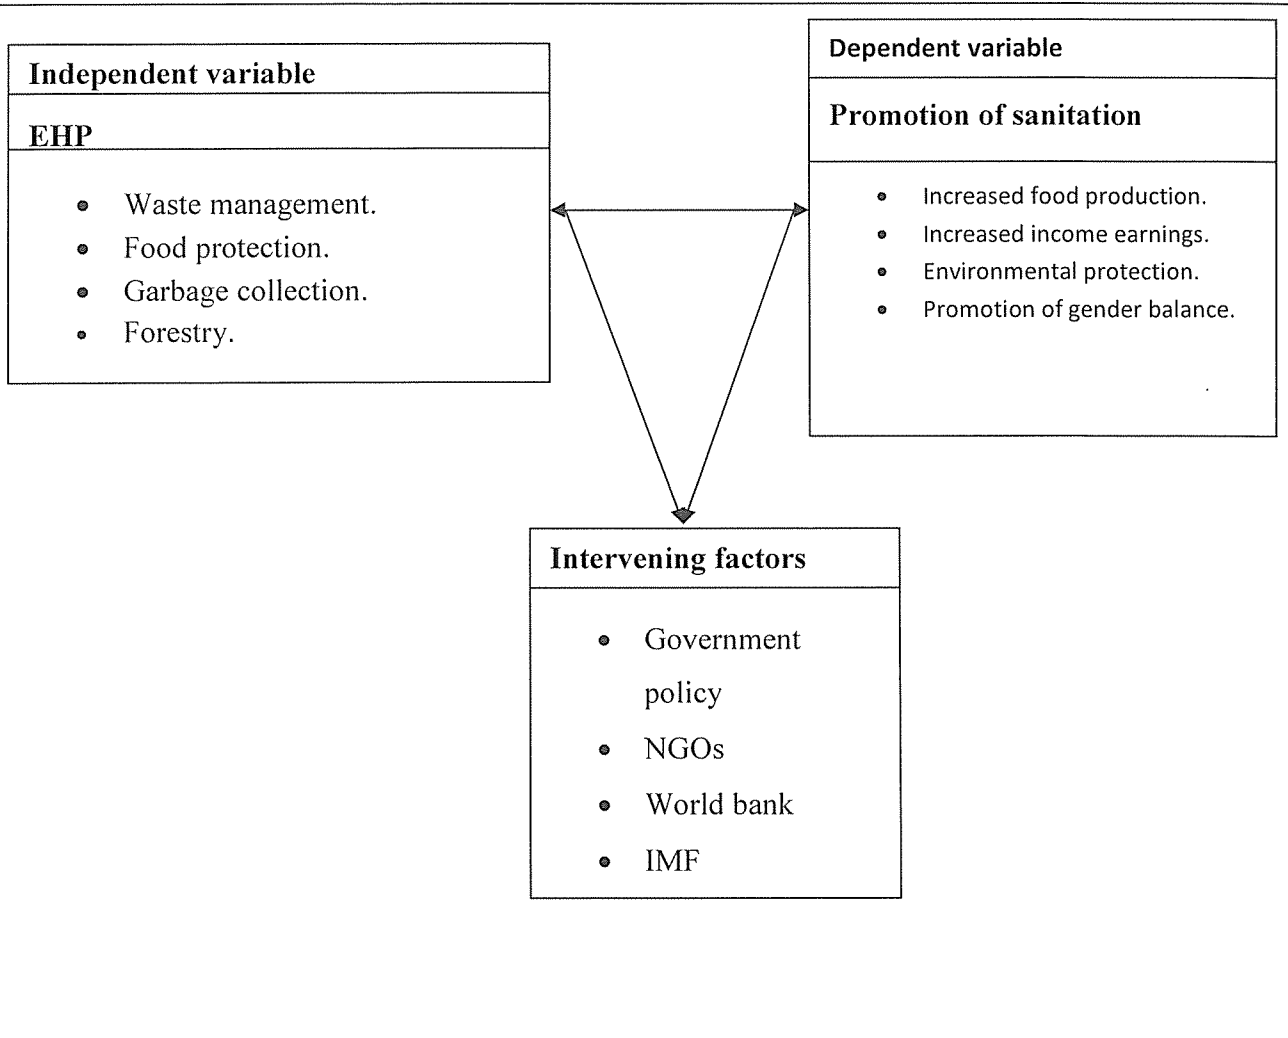 Independent variable
EHP
• Waste management.
• Food protection.
• Garbage collection.
• Forestry.
Dependent variable
Promotion of sanitation
• Increased food production.
• Increased income earnings.
• Environmental protection.
• Promotion of gender balance.
Intervening factors
• Government
policy
• NGOs
• World bank
• IMF